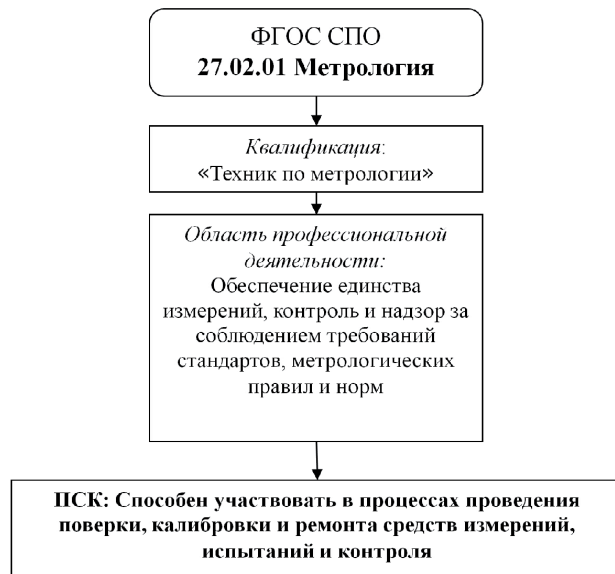 ФГОС СПО
27.02.01 Метрология
Квалификация:
«Техник по метрологии»
Область профессиональной
деятельности:
Обеспечение единства
измерений, контроль и надзор за
соблюдением требований
стандартов, метрологических
правил и норм
ПСК: Способен участвовать в процессах проведения
поверки, калибровки и ремонта средств измерений,
испытаний и контроля